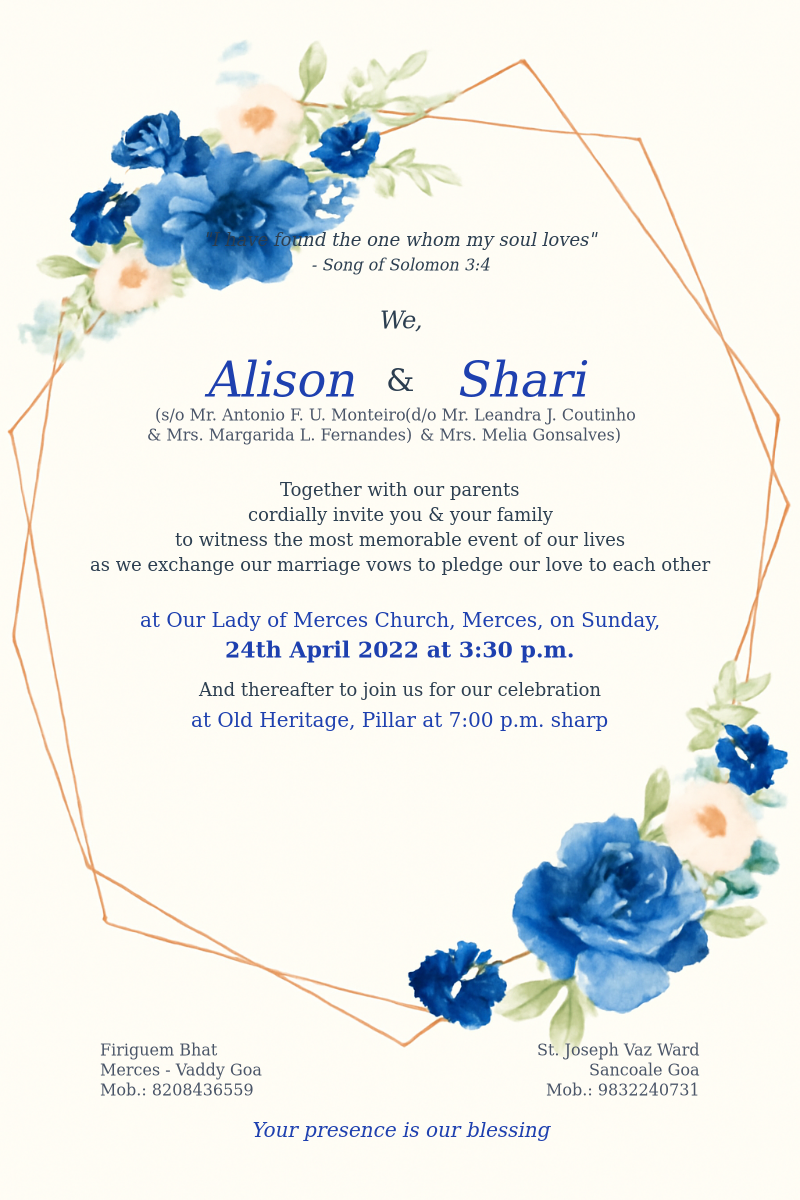 "I have found the one whom my soul loves"
- Song of Solomon 3:4
We,
Alison & Shari
(s/o Mr. Antonio F. U. Monteiro(d/o Mr. Leandra J. Coutinho
& Mrs. Margarida L. Fernandes) & Mrs. Melia Gonsalves)
Together with our parents
cordially invite you & your family
to witness the most memorable event of our lives
as we exchange our marriage vows to pledge our love to each other
at Our Lady of Merces Church, Merces, on Sunday,
24th April 2022 at 3:30 p.m.
And thereafter to join us for our celebration
at Old Heritage, Pillar at 7:00 p.m. sharp
Firiguem Bhat
Merces - Vaddy Goa
Mob.: 8208436559
St. Joseph Vaz Ward
Sancoale Goa
Mob.: 9832240731
Your presence is our blessing